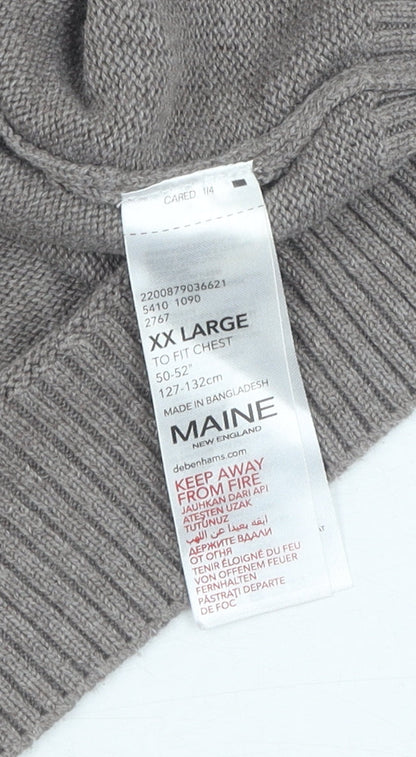 CARED 1/4
2200879036621
5410 1090
2767
XX LARGE
TO FIT CHEST
50-52"
127-132cm
MADE IN BANGLADESH
MAINE
NEW ENGLAND
debenhams.com
KEEP AWAY
FROM FIRE
JAUHKAN DARI API
ATEŞTEN UZAK
TUTUNUZ
ابقه بعيداً عن اللهب
ДЕРЖИТЕ ВДАЛИ
ОТ ОГНЯ
TENIR ÉLOIGNÉ DU FEU
VON OFFENEM FEUER
FERNHALTEN
PĂSTRAŢI DEPARTE
DE FOC